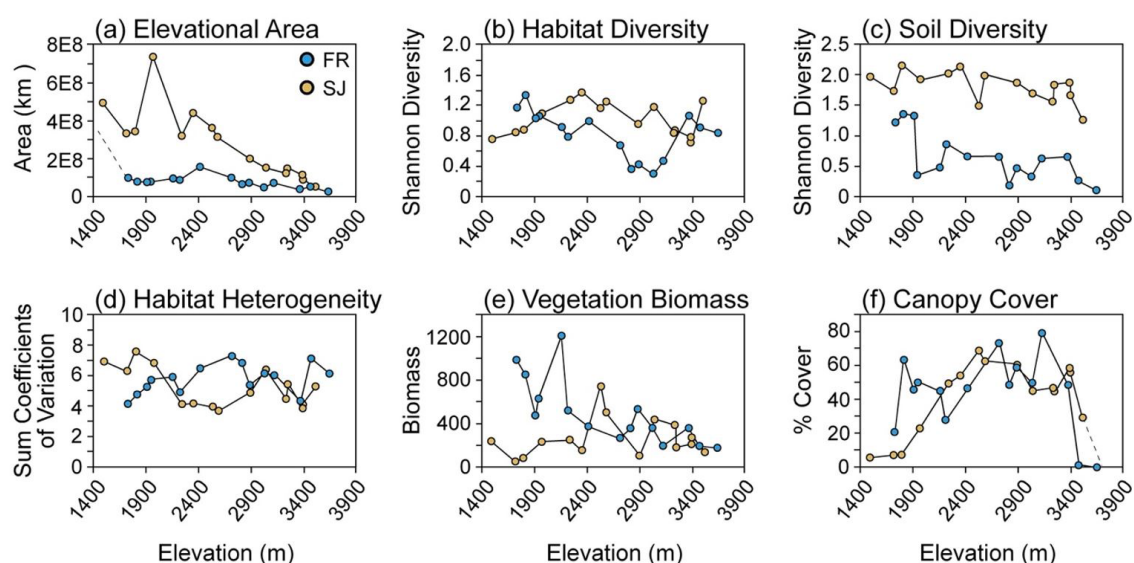 (a) Elevational Area
Area (km )
8E8
6E8
4E8
2E8
0
FR
SJ
1400 1900 2400 2900 3400 3900
(b) Habitat Diversity
Shannon Diversity
2.0
1.6
1.2
0.8
0.4
0
1400 1900 2400 2900 3400 3900
(c) Soil Diversity
Shannon Diversity
2.5
2.0
1.5
1.0
0.5
0
1400 1900 2400 2900 3400 3900
(d) Habitat Heterogeneity
Sum Coefficients
of Variation
10
8
6
4
2
0
1400 1900 2400 2900 3400 3900
Elevation (m)
(e) Vegetation Biomass
Biomass
1200
800
400
0
1400 1900 2400 2900 3400 3900
Elevation (m)
(f) Canopy Cover
% Cover
80
60
40
20
0
1400 1900 2400 2900 3400 3900
Elevation (m)